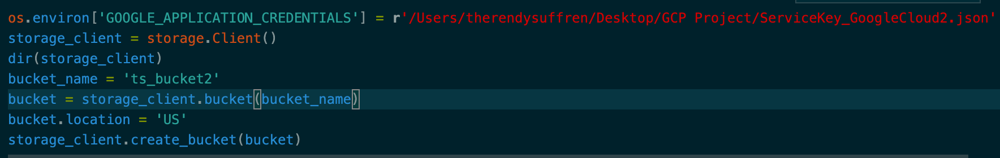 os.environ['GOOGLE_APPLICATION_CREDENTIALS'] = r'/Users/therendysuffren/Desktop/GCP Project/ServiceKey_GoogleCloud2.json'
storage_client = storage.Client()
dir(storage_client)
bucket_name = 'ts_bucket2'
bucket = storage_client.bucket(bucket_name)
bucket.location = 'US'
storage_client.create_bucket(bucket)